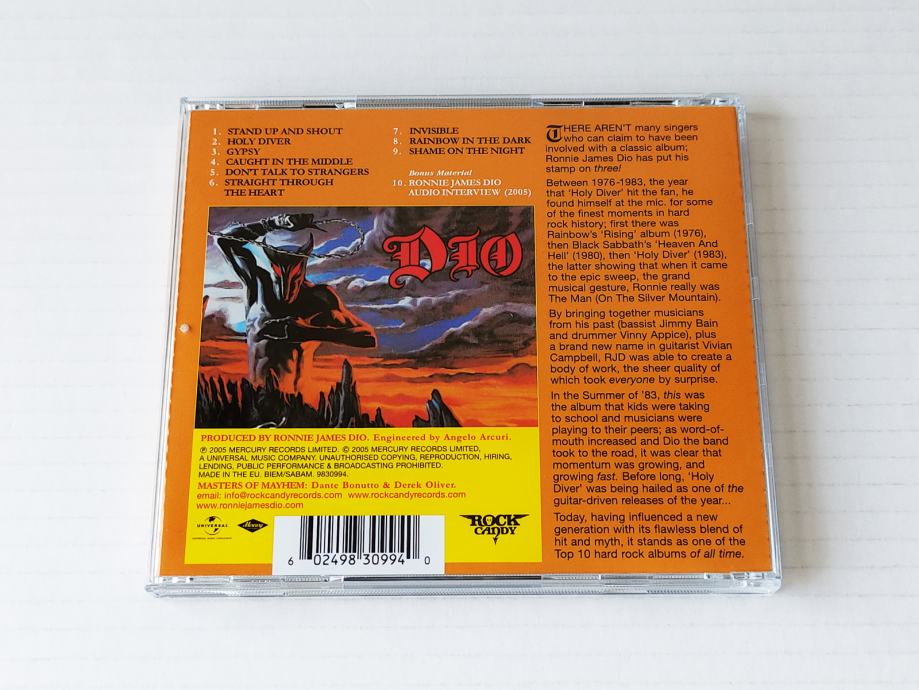 1. STAND UP AND SHOUT
2. HOLY DIVER
3. GYPSY
4. CAUGHT IN THE MIDDLE
5. DON'T TALK TO STRANGERS
6. STRAIGHT THROUGH
THE HEART
7. INVISIBLE
8. RAINBOW IN THE DARK
9. SHAME ON THE NIGHT
Bonus Material
10. RONNIE JAMES DIO
AUDIO INTERVIEW (2005)
DIO
PRODUCED BY RONNIE JAMES DIO. Engineered by Angelo Arcuri.
℗ 2005 MERCURY RECORDS LIMITED. © 2005 MERCURY RECORDS LIMITED,
A UNIVERSAL MUSIC COMPANY. UNAUTHORISED COPYING, REPRODUCTION, HIRING,
LENDING, PUBLIC PERFORMANCE & BROADCASTING PROHIBITED.
MADE IN THE EU. BIEM/SABAM. 9830994.
MASTERS OF MAYHEM: Dante Bonutto & Derek Oliver.
email: info@rockcandyrecords.com www.rockcandyrecords.com
www.ronniejamesdio.com
UNIVERSAL
Mercury
6 02498 30994 0
ROCK
CANDY
THERE AREN'T many singers
who can claim to have been
involved with a classic album;
Ronnie James Dio has put his
stamp on three!
Between 1976-1983, the year
that 'Holy Diver' hit the fan, he
found himself at the mic. for some
of the finest moments in hard
rock history; first there was
Rainbow's 'Rising' album (1976),
then Black Sabbath's 'Heaven And
Hell' (1980), then 'Holy Diver' (1983),
the latter showing that when it came
to the epic sweep, the grand
musical gesture, Ronnie really was
The Man (On The Silver Mountain).
By bringing together musicians
from his past (bassist Jimmy Bain
and drummer Vinny Appice), plus
a brand new name in guitarist Vivian
Campbell, RJD was able to create a
body of work, the sheer quality of
which took everyone by surprise.
In the Summer of '83, this was
the album that kids were taking
to school and musicians were
playing to their peers; as word-of-
mouth increased and Dio the band
took to the road, it was clear that
momentum was growing, and
growing fast. Before long, 'Holy
Diver' was being hailed as one of the
guitar-driven releases of the year...
Today, having influenced a new
generation with its flawless blend of
hit and myth, it stands as one of the
Top 10 hard rock albums of all time.